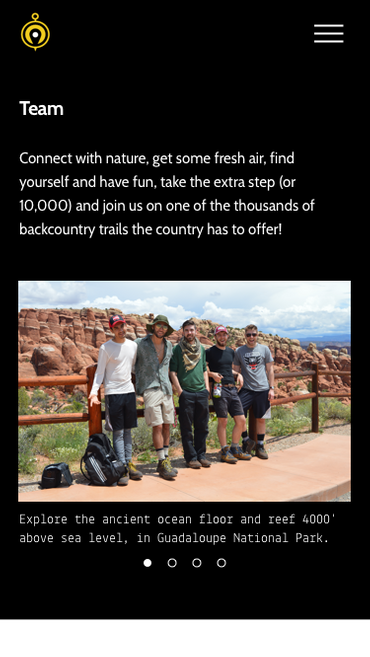 Team
Connect with nature, get some fresh air, find
yourself and have fun, take the extra step (or
10,000) and join us on one of the thousands of
backcountry trails the country has to offer!
Explore the ancient ocean floor and reef 4000'
above sea level, in Guadaloupe National Park.